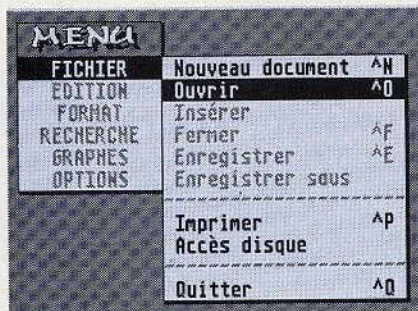 MENU
FICHIER
EDITION
FORMAT
RECHERCHE
GRAPHES
OPTIONS
Nouveau document ^N
Ouvrir ^O
Insérer
Fermer ^F
Enregistrer ^E
Enregistrer sous
Imprimer ^P
Accès disque
Quitter ^Q